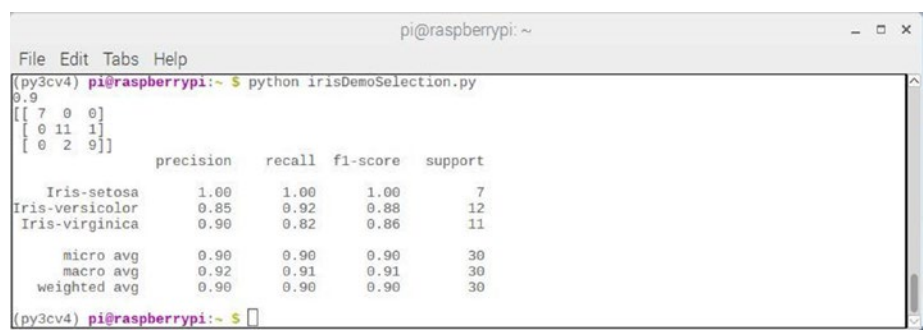 pi@raspberrypi: ~
File Edit Tabs Help
(py3cv4) pi@raspberrypi:~ $ python irisDemoSelection.py
0.9
[[ 7  0  0]
 [ 0 11  1]
 [ 0  2  9]]
precision recall f1-score support
Iris-setosa 1.00 1.00 1.00 7
Iris-versicolor 0.85 0.92 0.88 12
Iris-virginica 0.90 0.82 0.86 11
micro avg 0.90 0.90 0.90 30
macro avg 0.92 0.91 0.91 30
weighted avg 0.90 0.90 0.90 30
(py3cv4) pi@raspberrypi:~ $